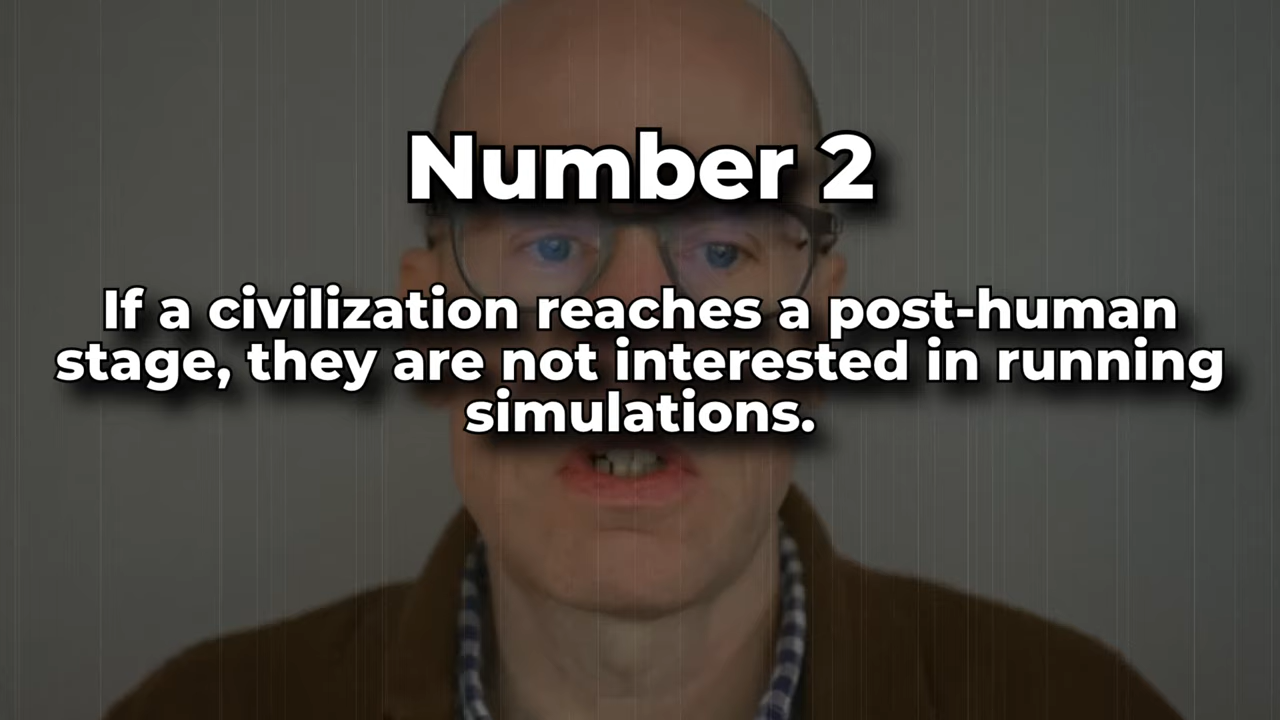 Number 2
If a civilization reaches a post-human
stage, they are not interested in running
simulations.